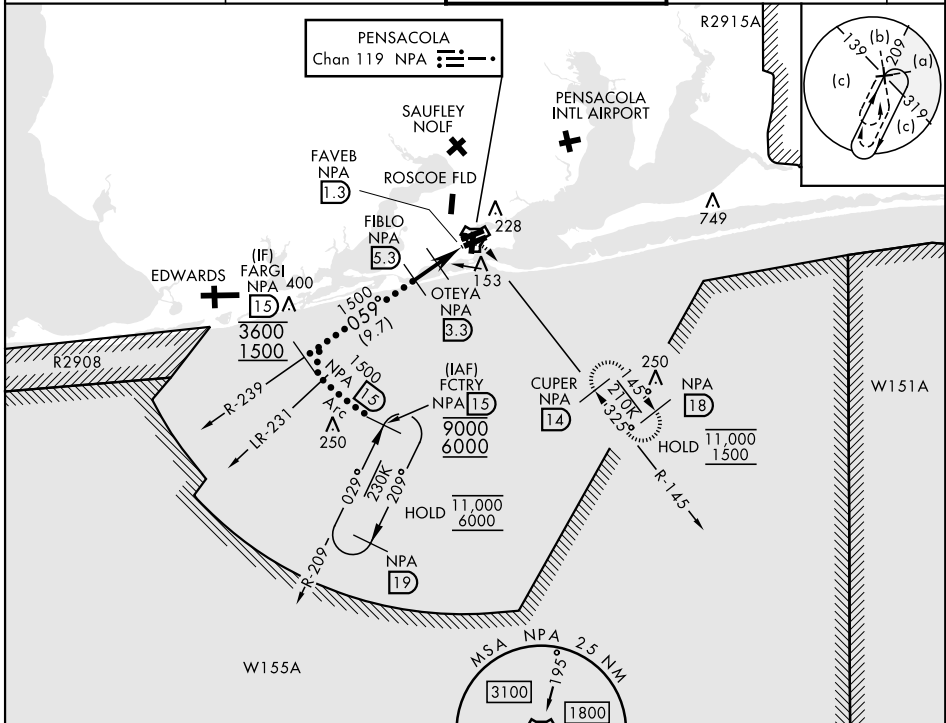 R2915A
PENSACOLA
Chan 119 NPA
(b)
139
209
(a)
(c)
319
(c)
SAUFLEY
NOLF
PENSACOLA
INTL AIRPORT
FAVEB
NPA
1.3
ROSCOE FLD
749
228
FIBLO
NPA
5.3
153
(IF)
FARGI
NPA
15
400
3600
1500
EDWARDS
1500
059°
(9.7)
OTEYA
NPA
3.3
R2908
1500
NPA
15
Arc
250
(IAF)
FCTRY
NPA 15
9000
6000
CUPER
NPA
14
250
145°
210K
325°
NPA
18
W151A
R-239
LR-231
HOLD 11,000
1500
029°
230K
209°
HOLD 11,000
6000
R-145
NPA
19
R-209
W155A
MSA NPA 25 NM
195°
3100
1800